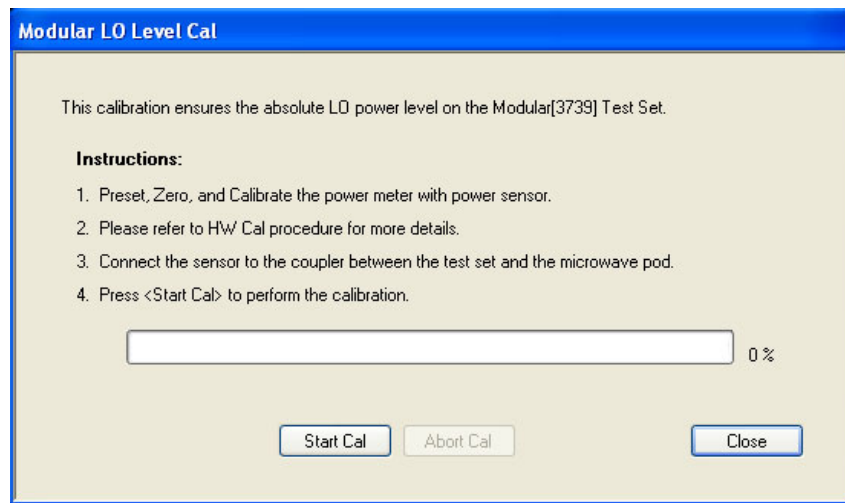 Modular LO Level Cal
This calibration ensures the absolute LO power level on the Modular[3739] Test Set.
Instructions:
1. Preset, Zero, and Calibrate the power meter with power sensor.
2. Please refer to HW Cal procedure for more details.
3. Connect the sensor to the coupler between the test set and the microwave pod.
4. Press <Start Cal> to perform the calibration.
0 %
Start Cal Abort Cal Close